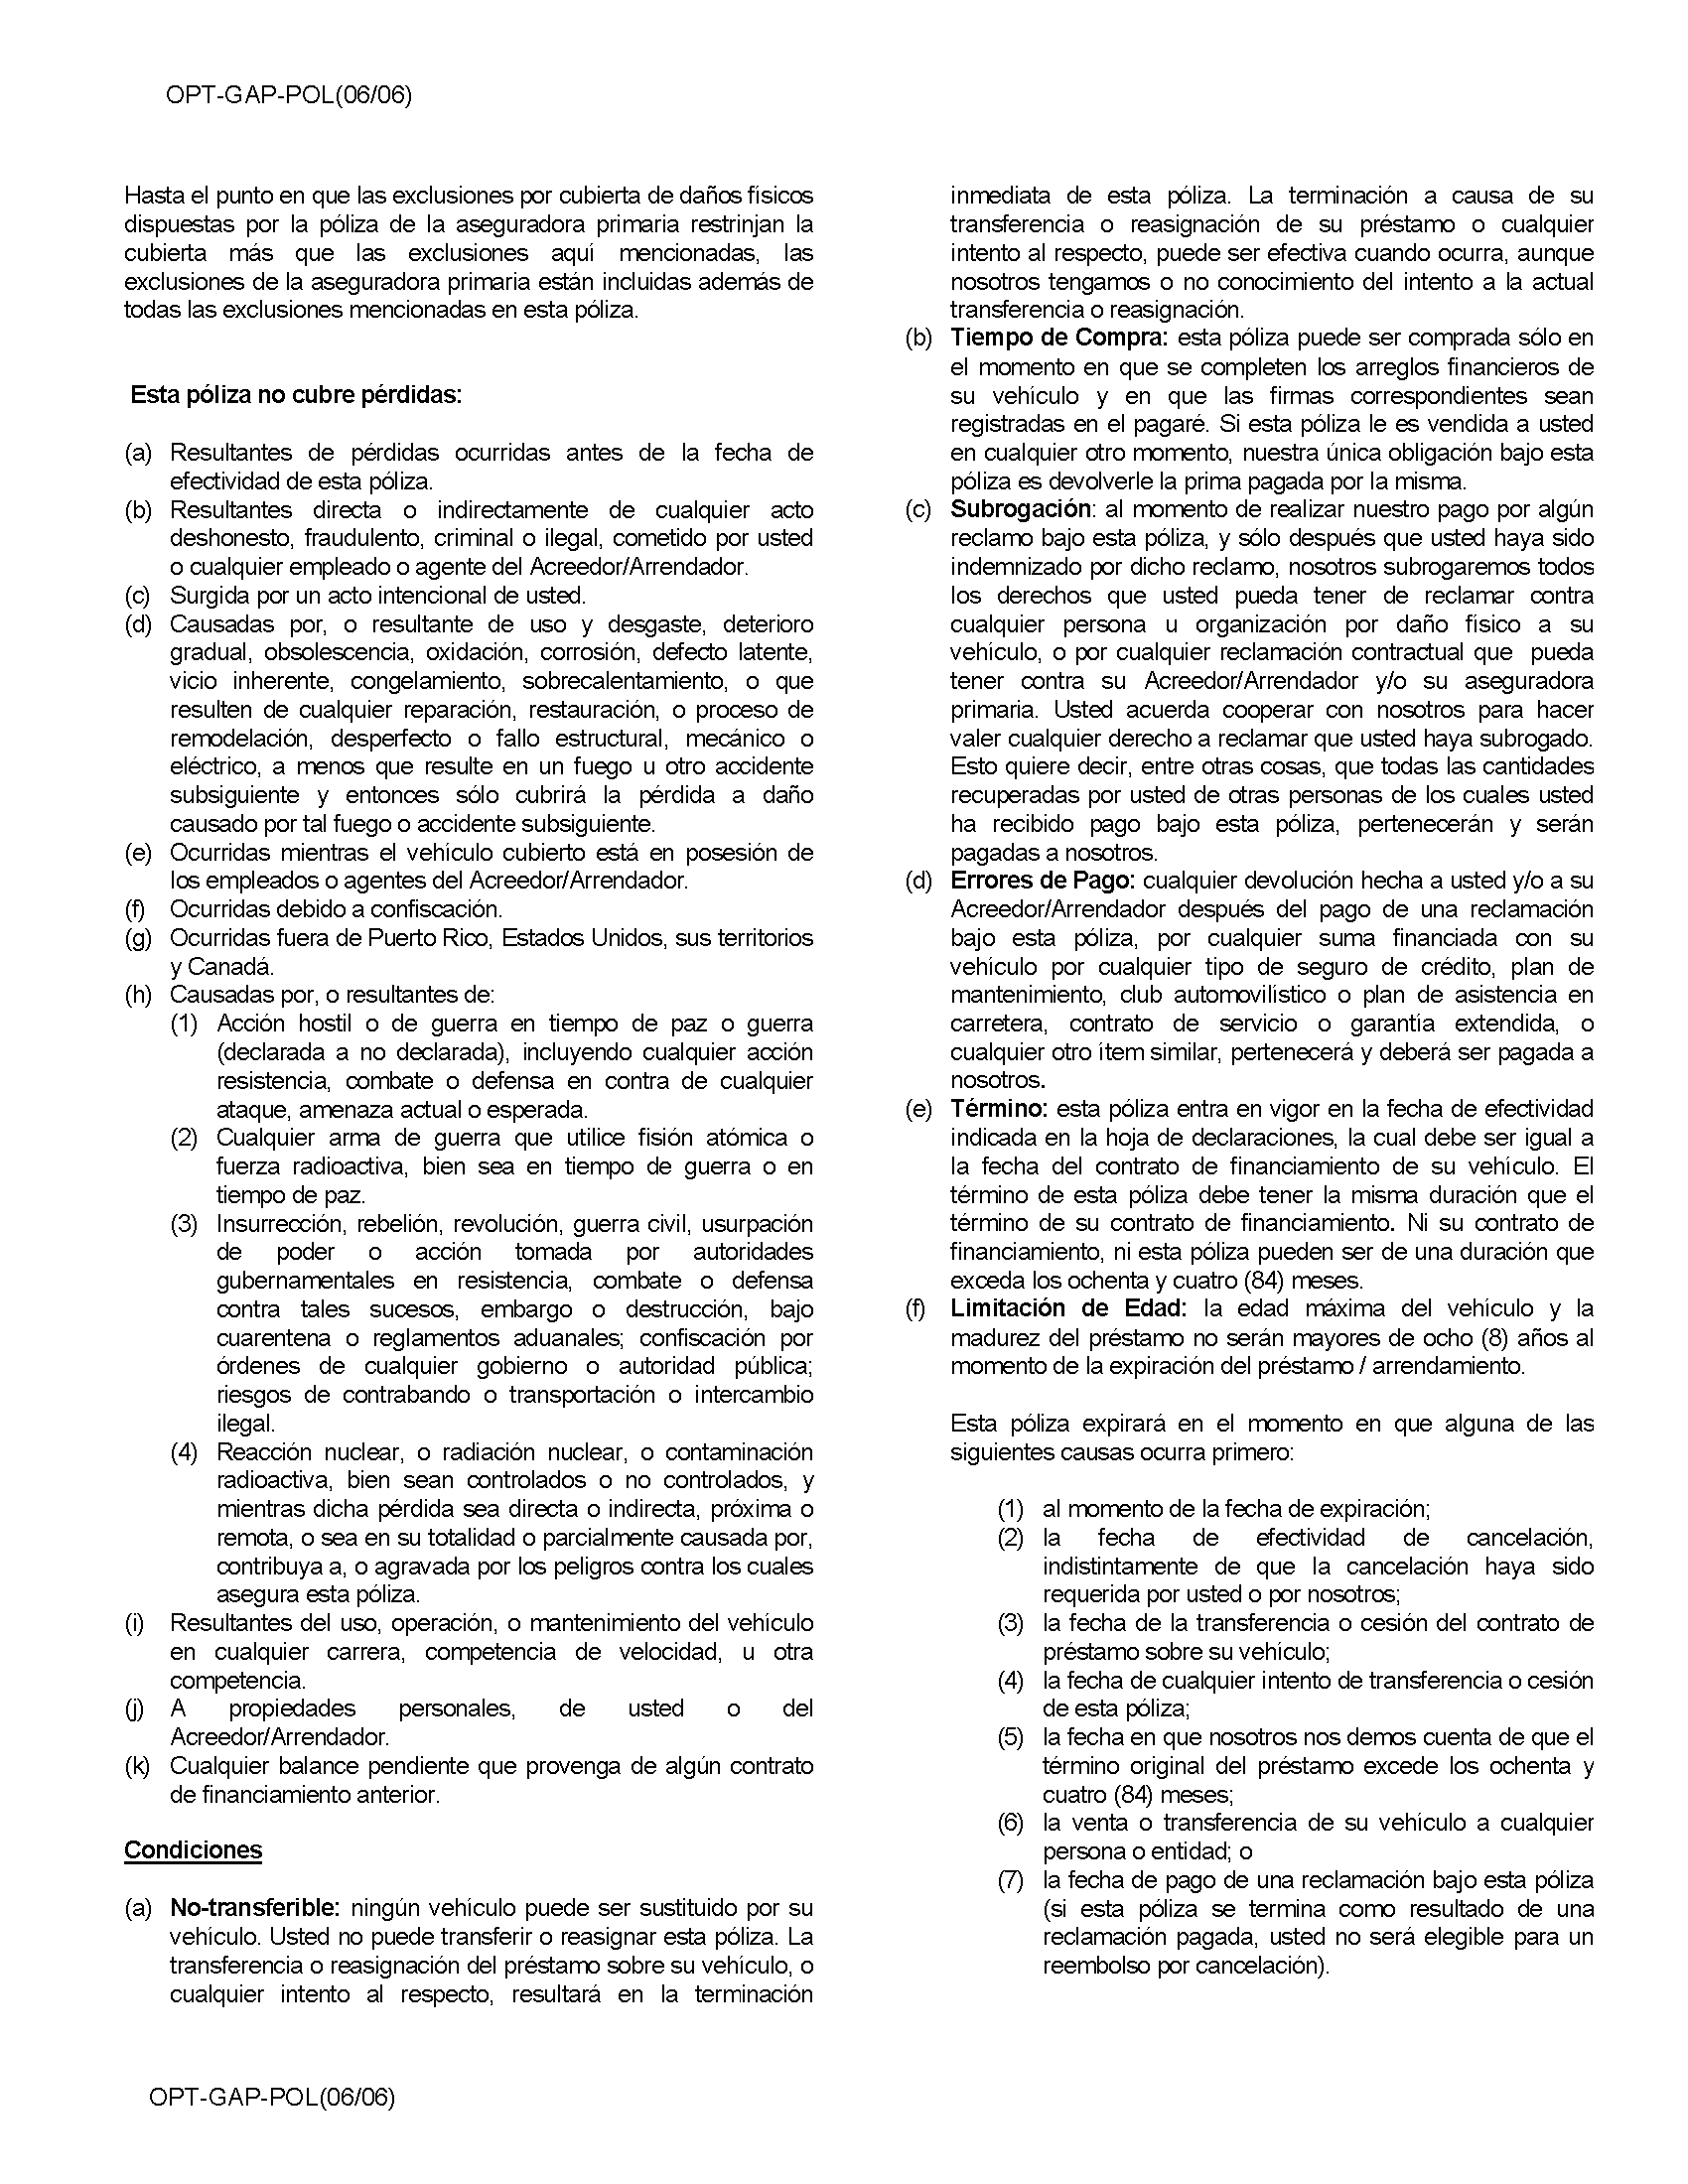 OPT-GAP-POL(06/06)
Hasta el punto en que las exclusiones por cubierta de daños físicos
dispuestas por la póliza de la aseguradora primaria restrinjan la
cubierta más que las exclusiones aquí mencionadas, las
exclusiones de la aseguradora primaria están incluidas además de
todas las exclusiones mencionadas en esta póliza.
Esta póliza no cubre pérdidas:
(a) Resultantes de pérdidas ocurridas antes de la fecha de
efectividad de esta póliza.
(b) Resultantes directa o indirectamente de cualquier acto
deshonesto, fraudulento, criminal o ilegal, cometido por usted
o cualquier empleado o agente del Acreedor/Arrendador.
(c) Surgida por un acto intencional de usted.
(d) Causadas por, o resultante de uso y desgaste, deterioro
gradual, obsolescencia, oxidación, corrosión, defecto latente,
vicio inherente, congelamiento, sobrecalentamiento, o que
resulten de cualquier reparación, restauración, o proceso de
remodelación, desperfecto o fallo estructural, mecánico o
eléctrico, a menos que resulte en un fuego u otro accidente
subsiguiente y entonces sólo cubrirá la pérdida a daño
causado por tal fuego o accidente subsiguiente.
(e) Ocurridas mientras el vehículo cubierto está en posesión de
los empleados o agentes del Acreedor/Arrendador.
(f) Ocurridas debido a confiscación.
(g) Ocurridas fuera de Puerto Rico, Estados Unidos, sus territorios
y Canadá.
(h) Causadas por, o resultantes de:
(1) Acción hostil o de guerra en tiempo de paz o guerra
(declarada a no declarada), incluyendo cualquier acción
resistencia, combate o defensa en contra de cualquier
ataque, amenaza actual o esperada.
(2) Cualquier arma de guerra que utilice fisión atómica o
fuerza radioactiva, bien sea en tiempo de guerra o en
tiempo de paz.
(3) Insurrección, rebelión, revolución, guerra civil, usurpación
de poder o acción tomada por autoridades
gubernamentales en resistencia, combate o defensa
contra tales sucesos, embargo o destrucción, bajo
cuarentena o reglamentos aduanales; confiscación por
órdenes de cualquier gobierno o autoridad pública;
riesgos de contrabando o transportación o intercambio
ilegal.
(4) Reacción nuclear, o radiación nuclear, o contaminación
radioactiva, bien sean controlados o no controlados, y
mientras dicha pérdida sea directa o indirecta, próxima o
remota, o sea en su totalidad o parcialmente causada por,
contribuya a, o agravada por los peligros contra los cuales
asegura esta póliza.
(i) Resultantes del uso, operación, o mantenimiento del vehículo
en cualquier carrera, competencia de velocidad, u otra
competencia.
(j) A propiedades personales, de usted o del
Acreedor/Arrendador.
(k) Cualquier balance pendiente que provenga de algún contrato
de financiamiento anterior.
Condiciones
(a) No-transferible: ningún vehículo puede ser sustituido por su
vehículo. Usted no puede transferir o reasignar esta póliza. La
transferencia o reasignación del préstamo sobre su vehículo, o
cualquier intento al respecto, resultará en la terminación
inmediata de esta póliza. La terminación a causa de su
transferencia o reasignación de su préstamo o cualquier
intento al respecto, puede ser efectiva cuando ocurra, aunque
nosotros tengamos o no conocimiento del intento a la actual
transferencia o reasignación.
(b) Tiempo de Compra: esta póliza puede ser comprada sólo en
el momento en que se completen los arreglos financieros de
su vehículo y en que las firmas correspondientes sean
registradas en el pagaré. Si esta póliza le es vendida a usted
en cualquier otro momento, nuestra única obligación bajo esta
póliza es devolverle la prima pagada por la misma.
(c) Subrogación: al momento de realizar nuestro pago por algún
reclamo bajo esta póliza, y sólo después que usted haya sido
indemnizado por dicho reclamo, nosotros subrogaremos todos
los derechos que usted pueda tener de reclamar contra
cualquier persona u organización por daño físico a su
vehículo, o por cualquier reclamación contractual que pueda
tener contra su Acreedor/Arrendador y/o su aseguradora
primaria. Usted acuerda cooperar con nosotros para hacer
valer cualquier derecho a reclamar que usted haya subrogado.
Esto quiere decir, entre otras cosas, que todas las cantidades
recuperadas por usted de otras personas de los cuales usted
ha recibido pago bajo esta póliza, pertenecerán y serán
pagadas a nosotros.
(d) Errores de Pago: cualquier devolución hecha a usted y/o a su
Acreedor/Arrendador después del pago de una reclamación
bajo esta póliza, por cualquier suma financiada con su
vehículo por cualquier tipo de seguro de crédito, plan de
mantenimiento, club automovilístico o plan de asistencia en
carretera, contrato de servicio o garantía extendida, o
cualquier otro ítem similar, pertenecerá y deberá ser pagada a
nosotros.
(e) Término: esta póliza entra en vigor en la fecha de efectividad
indicada en la hoja de declaraciones, la cual debe ser igual a
la fecha del contrato de financiamiento de su vehículo. El
término de esta póliza debe tener la misma duración que el
término de su contrato de financiamiento. Ni su contrato de
financiamiento, ni esta póliza pueden ser de una duración que
exceda los ochenta y cuatro (84) meses.
(f) Limitación de Edad: la edad máxima del vehículo y la
madurez del préstamo no serán mayores de ocho (8) años al
momento de la expiración del préstamo / arrendamiento.
Esta póliza expirará en el momento en que alguna de las
siguientes causas ocurra primero:
(1) al momento de la fecha de expiración;
(2) la fecha de efectividad de cancelación,
indistintamente de que la cancelación haya sido
requerida por usted o por nosotros;
(3) la fecha de la transferencia o cesión del contrato de
préstamo sobre su vehículo;
(4) la fecha de cualquier intento de transferencia o cesión
de esta póliza;
(5) la fecha en que nosotros nos demos cuenta de que el
término original del préstamo excede los ochenta y
cuatro (84) meses;
(6) la venta o transferencia de su vehículo a cualquier
persona o entidad; o
(7) la fecha de pago de una reclamación bajo esta póliza
(si esta póliza se termina como resultado de una
reclamación pagada, usted no será elegible para un
reembolso por cancelación).
OPT-GAP-POL(06/06)